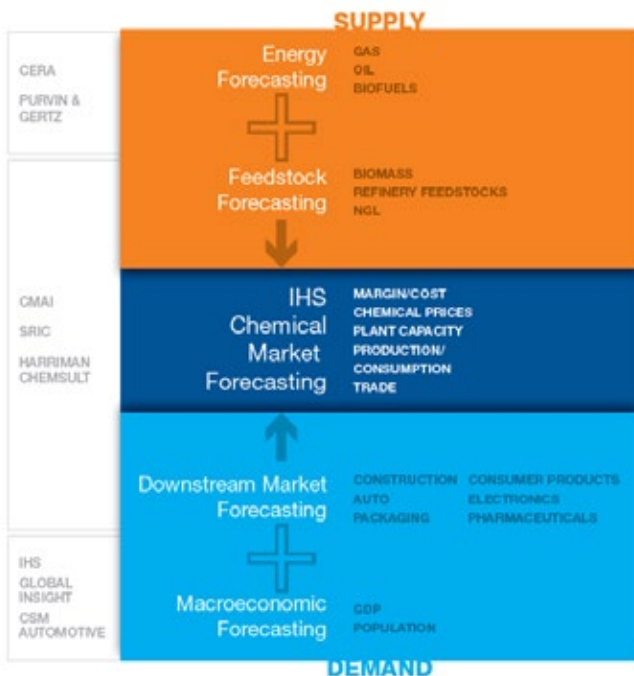 SUPPLY
CERA
PURVIN &
GERTZ
Energy
Forecasting
GAS
OIL
BIOFUELS
Feedstock
Forecasting
BIOMASS
REFINERY FEEDSTOCKS
NGL
CMAI
SRIC
HARRIMAN
CHEMSULT
IHS
Chemical
Market
Forecasting
MARGIN/COST
CHEMICAL PRICES
PLANT CAPACITY
PRODUCTION/
CONSUMPTION
TRADE
Downstream Market
Forecasting
CONSTRUCTION
AUTO
PACKAGING
CONSUMER PRODUCTS
ELECTRONICS
PHARMACEUTICALS
IHS
GLOBAL
INSIGHT
CSM
AUTOMOTIVE
Macroeconomic
Forecasting
GDP
POPULATION
DEMAND